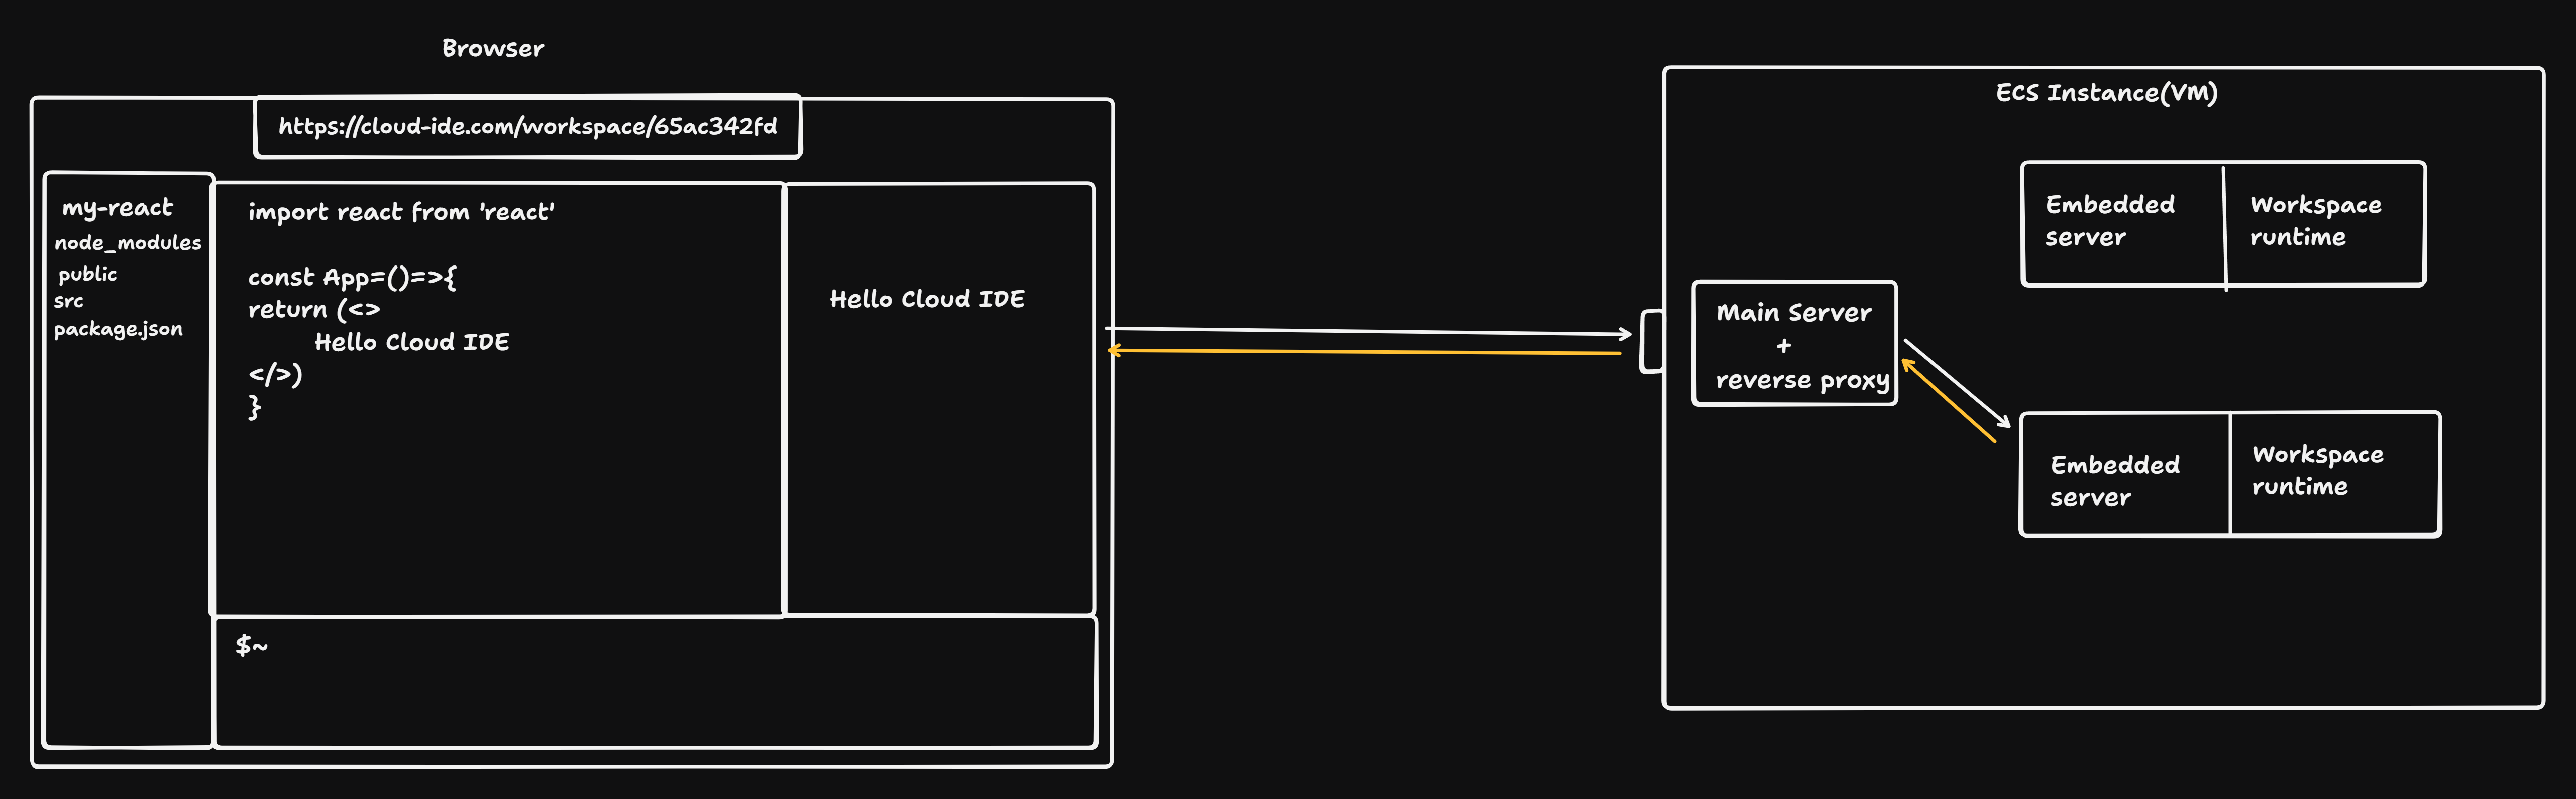 Browser
https://cloud-ide.com/workspace/65ac342fd
my-react
node_modules
public
src
package.json
import react from 'react'
const App=()=>{
return (<>
Hello Cloud IDE
</>)
}
Hello Cloud IDE
$~
ECS Instance(VM)
Main Server
+
reverse proxy
Embedded
server
Workspace
runtime
Embedded
server
Workspace
runtime